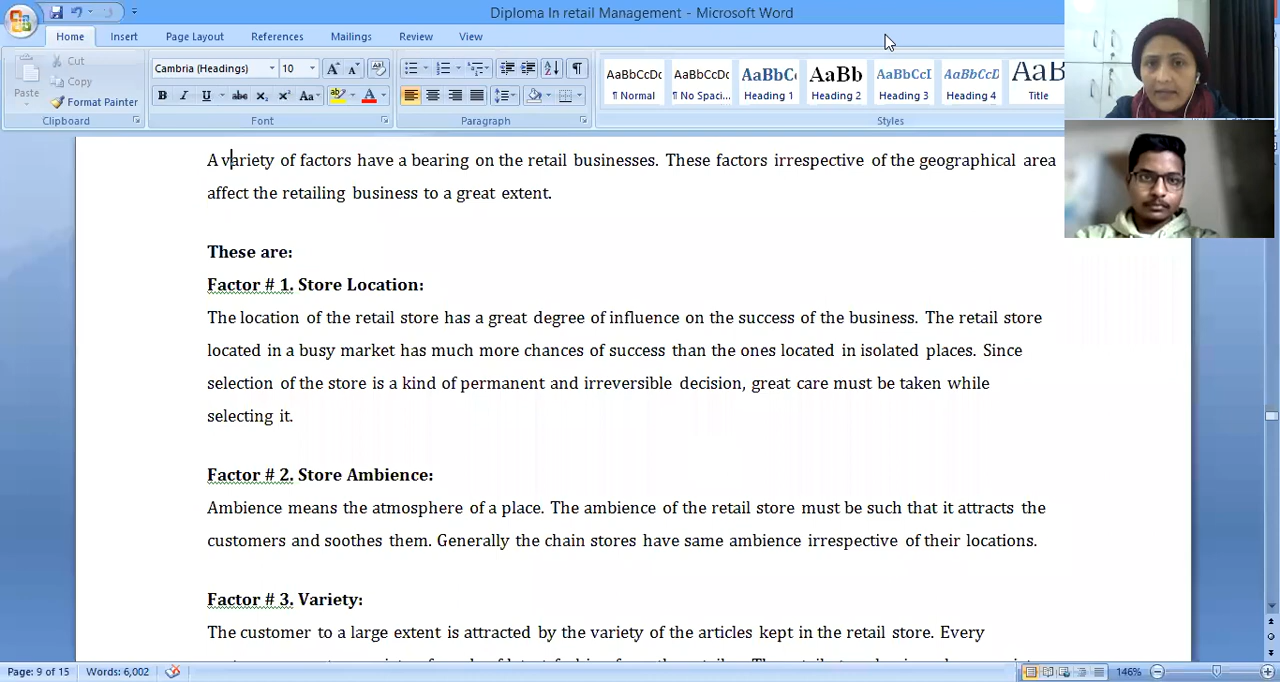 Diploma In retail Management - Microsoft Word
Home Insert Page Layout References Mailings Review View
Paste
Cut
Copy
Format Painter
Clipboard
Cambria (Headings) 10
B I U abc X₂ X² Aa
Font
Paragraph
AaBbCcDc AaBbCcDc AaBbC AaBb AaBbCcI AaBbCcD AaB
¶ Normal ¶ No Spaci... Heading 1 Heading 2 Heading 3 Heading 4 Title
Styles
A variety of factors have a bearing on the retail businesses. These factors irrespective of the geographical area
affect the retailing business to a great extent.
These are:
Factor # 1. Store Location:
The location of the retail store has a great degree of influence on the success of the business. The retail store
located in a busy market has much more chances of success than the ones located in isolated places. Since
selection of the store is a kind of permanent and irreversible decision, great care must be taken while
selecting it.
Factor # 2. Store Ambience:
Ambience means the atmosphere of a place. The ambience of the retail store must be such that it attracts the
customers and soothes them. Generally the chain stores have same ambience irrespective of their locations.
Factor # 3. Variety:
The customer to a large extent is attracted by the variety of the articles kept in the retail store. Every
Page: 9 of 15 Words: 6,002 146%